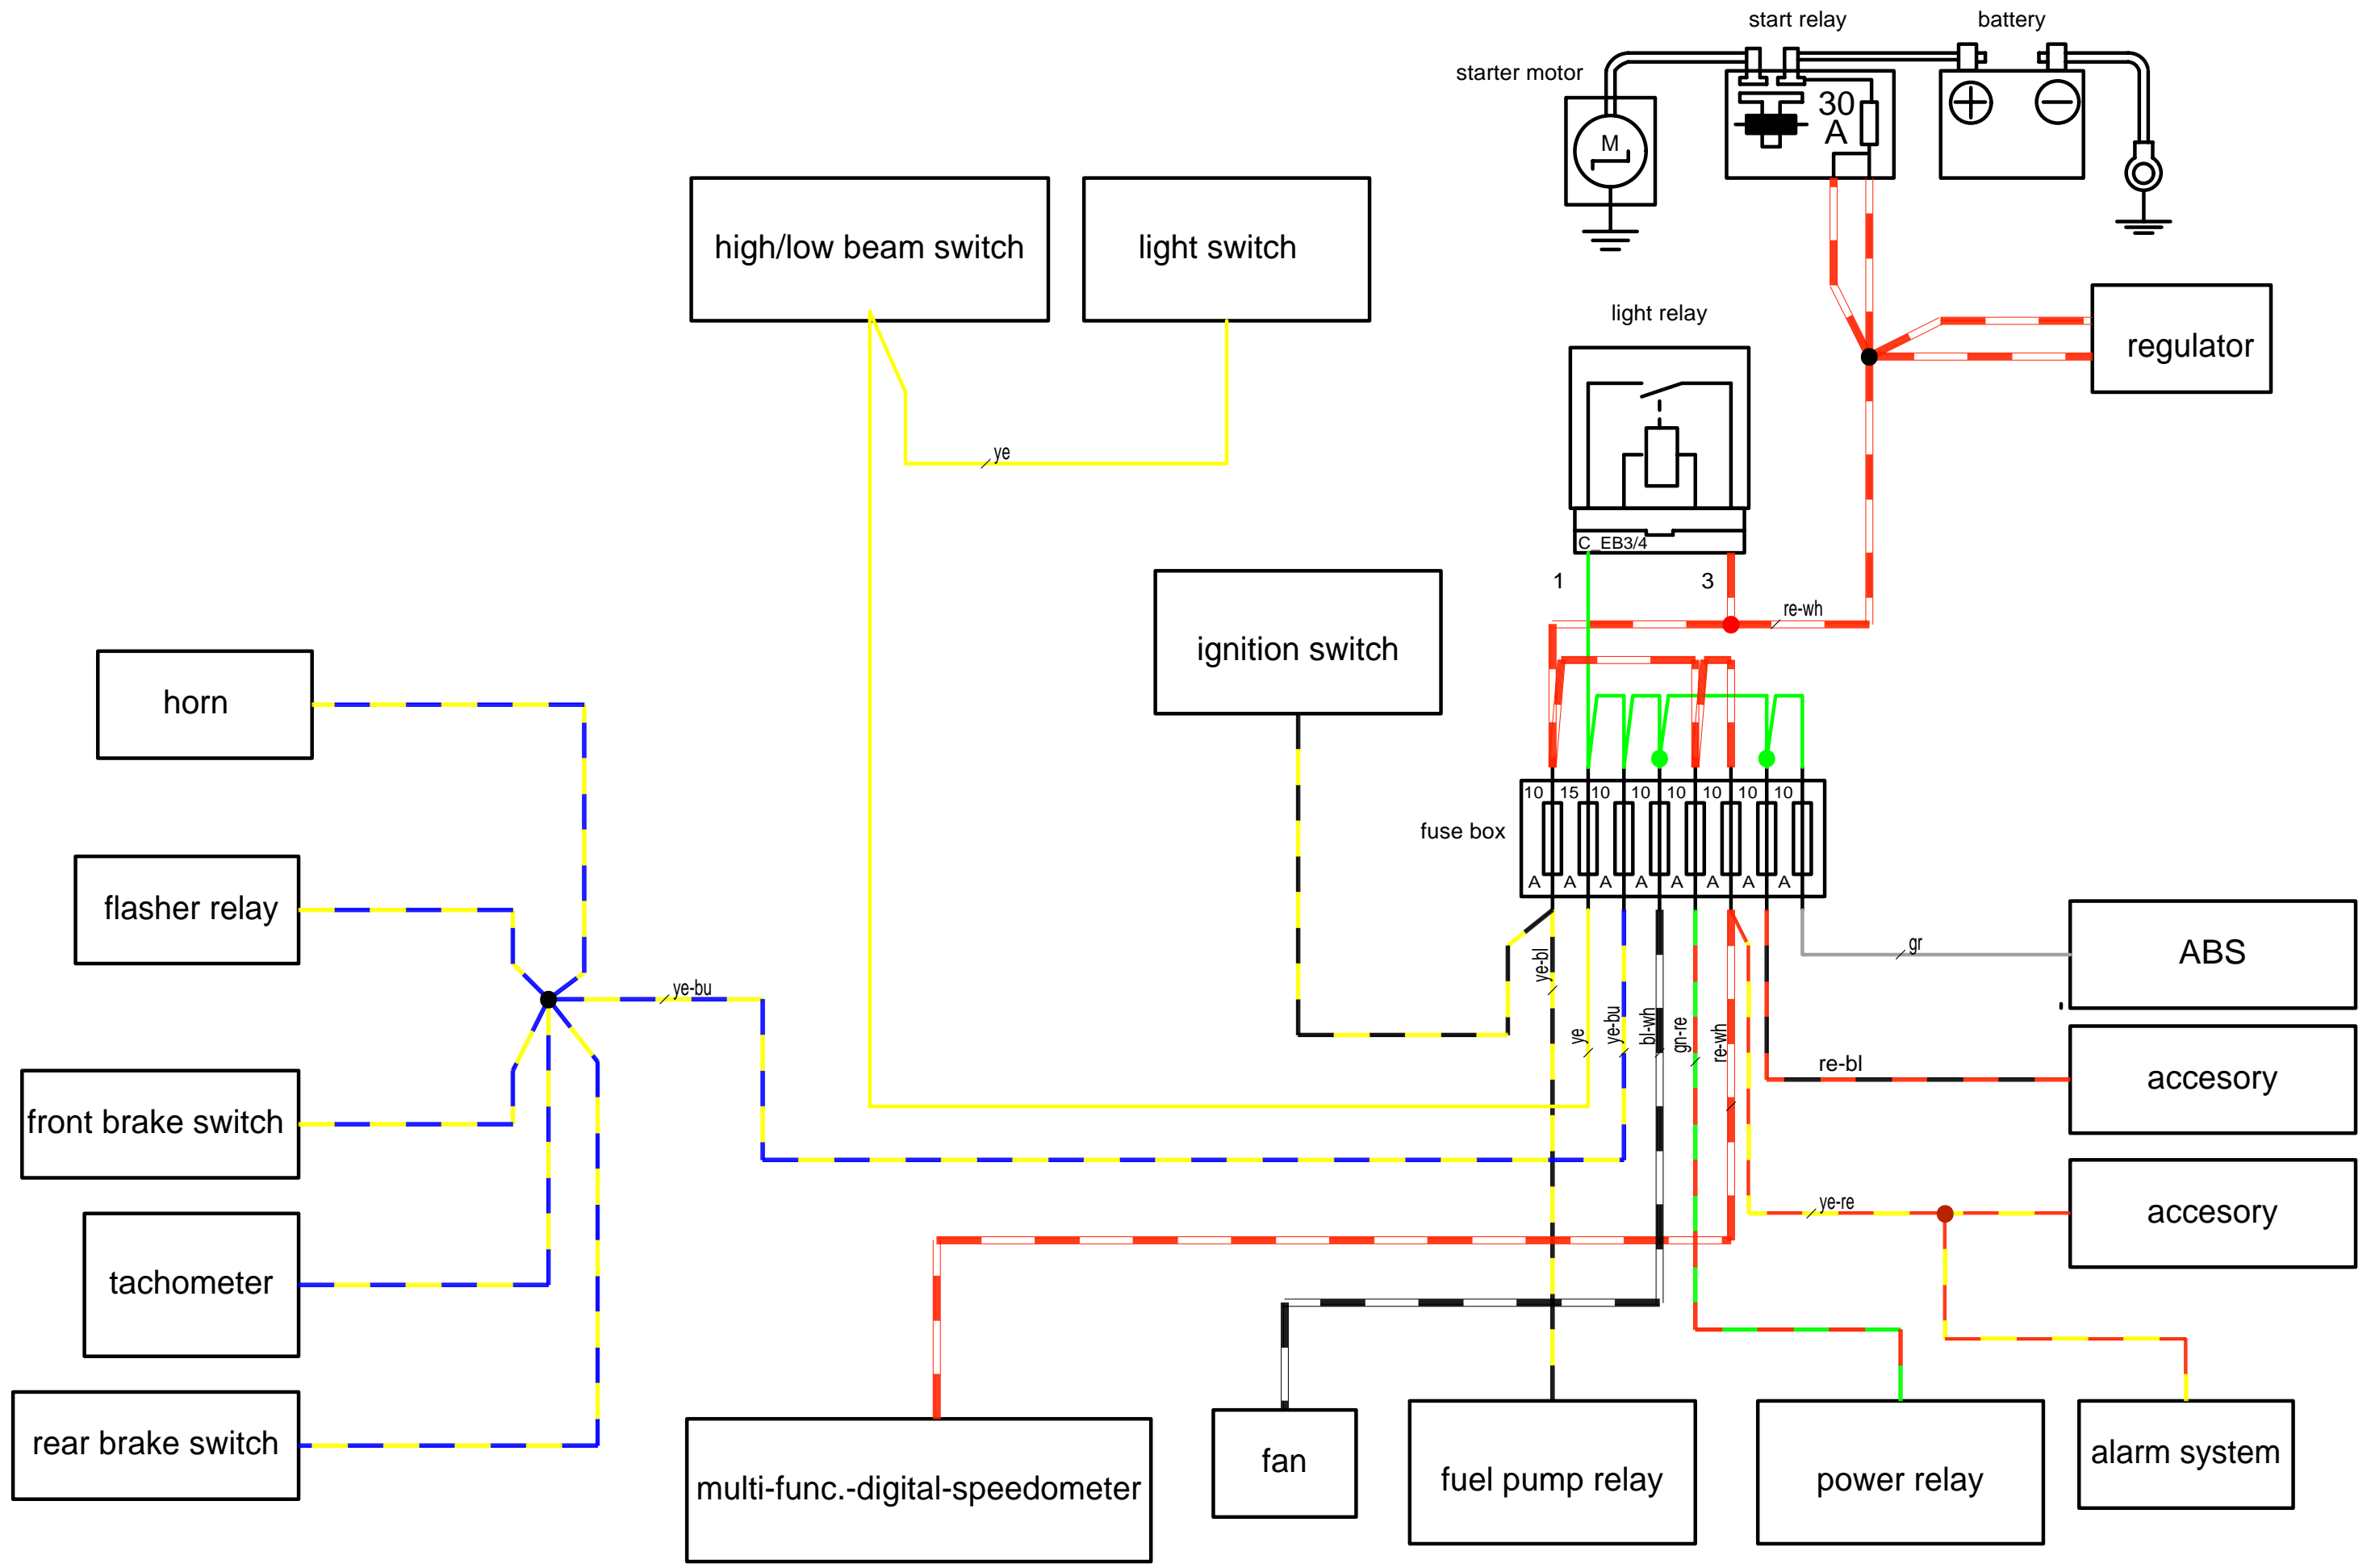 start relay
battery
starter motor
30
A
M
high/low beam switch
light switch
light relay
regulator
ye
C_EB3/4
1
3
re-wh
ignition switch
horn
10 15 10 10 10 10 10 10
fuse box
A A A A A A A A
flasher relay
ye-bu
ye-bl
ye
ye-bu
bl-wh
gn-re
re-wh
gr
ABS
re-bl
accesory
front brake switch
ye-re
accesory
tachometer
rear brake switch
multi-func.-digital-speedometer
fan
fuel pump relay
power relay
alarm system